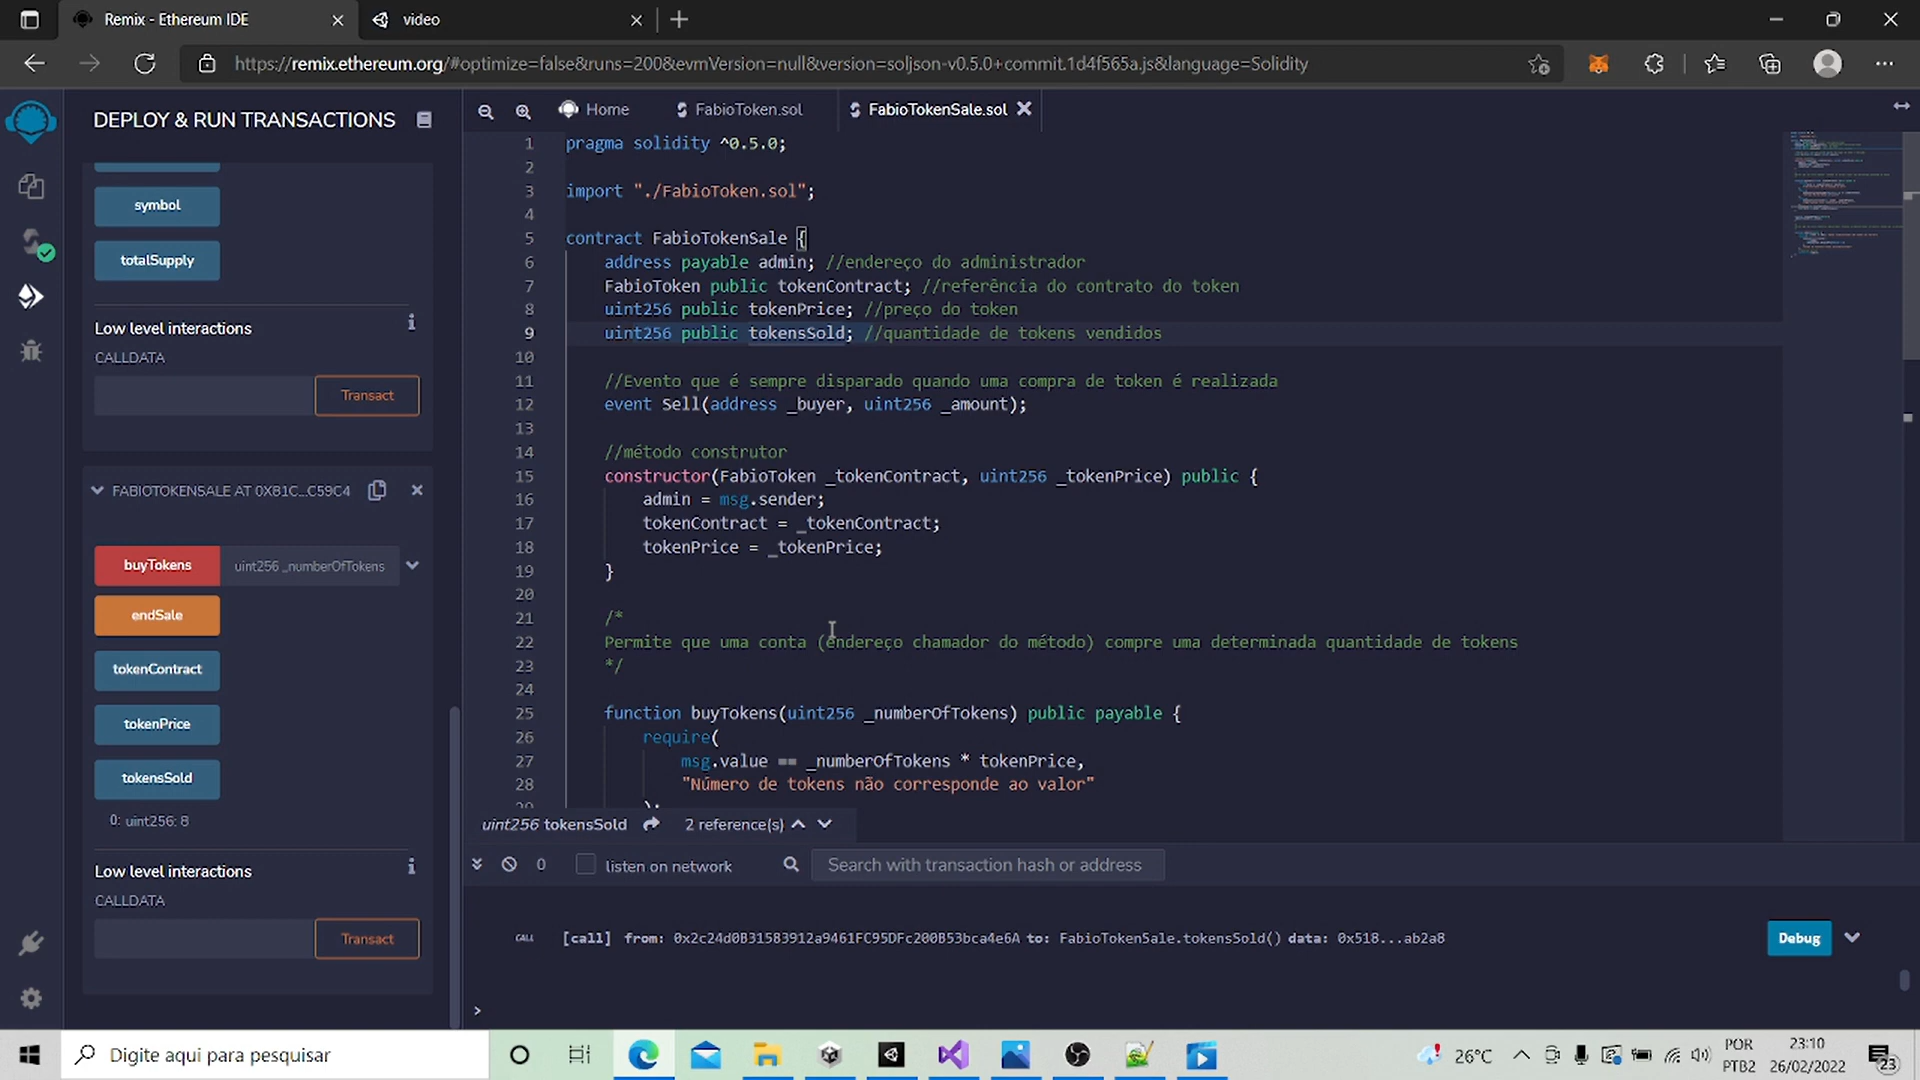 Remix - Ethereum IDE
video
https://remix.ethereum.org/#optimize=false&runs=200&evmVersion=null&version=soljson-v0.5.0+commit.1d4f565a.js&language=Solidity
DEPLOY & RUN TRANSACTIONS
symbol
totalSupply
Low level interactions
CALLDATA
Transact
FABIOTOKENSALE AT 0X81C...C59C4
buyTokens
uint256 _numberOfTokens
endSale
tokenContract
tokenPrice
tokensSold
0: uint256: 8
Low level interactions
CALLDATA
Transact
Home
FabioToken.sol
FabioTokenSale.sol
1 pragma solidity ^0.5.0;
2
3 import "./FabioToken.sol";
4
5 contract FabioTokenSale {
6 address payable admin; //endereço do administrador
7 FabioToken public tokenContract; //referência do contrato do token
8 uint256 public tokenPrice; //preço do token
9 uint256 public tokensSold; //quantidade de tokens vendidos
10
11 //Evento que é sempre disparado quando uma compra de token é realizada
12 event Sell(address _buyer, uint256 _amount);
13
14 //método construtor
15 constructor(FabioToken _tokenContract, uint256 _tokenPrice) public {
16 admin = msg.sender;
17 tokenContract = _tokenContract;
18 tokenPrice = _tokenPrice;
19 }
20
21 /*
22 Permite que uma conta (endereço chamador do método) compre uma determinada quantidade de tokens
23 */
24
25 function buyTokens(uint256 _numberOfTokens) public payable {
26 require(
27 msg.value == _numberOfTokens * tokenPrice,
28 "Número de tokens não corresponde ao valor"
29 );
uint256 tokensSold 2 reference(s)
0 listen on network
Search with transaction hash or address
CALL [call] from: 0x2c24d0B31583912a9461FC95DFc200B53bca4e6A to: FabioTokenSale.tokensSold() data: 0x518...ab2a8
Debug
>
Digite aqui para pesquisar
26°C
POR
PTB2
23:10
26/02/2022
23